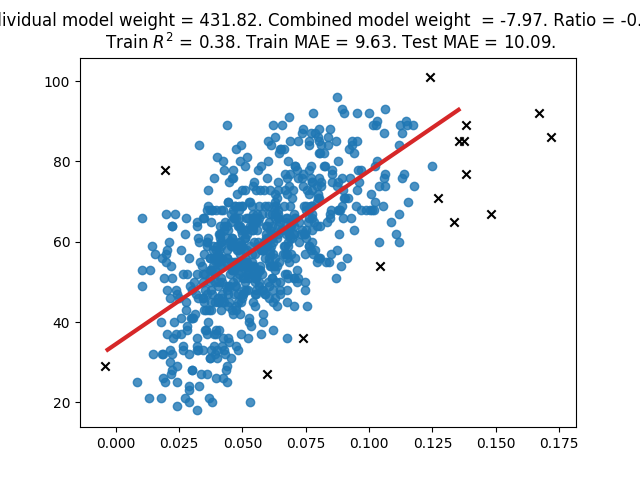 dividual model weight = 431.82. Combined model weight = -7.97. Ratio = -0.
Train R² = 0.38. Train MAE = 9.63. Test MAE = 10.09.
100
80
60
40
20
0.000 0.025 0.050 0.075 0.100 0.125 0.150 0.175